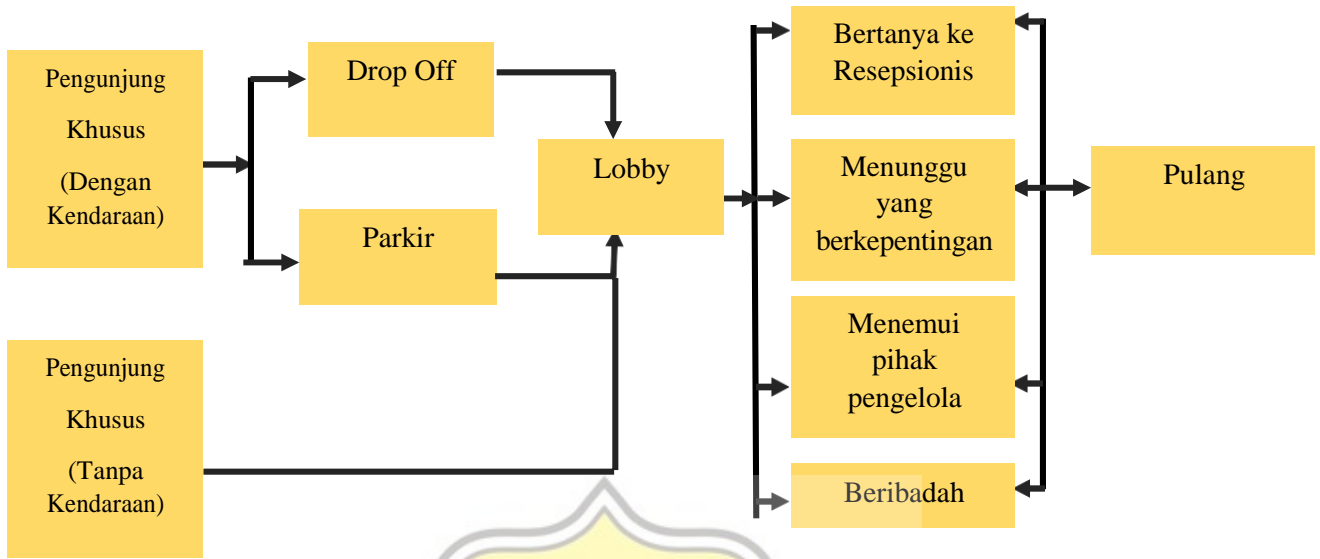 Pengunjung
Khusus
(Dengan
Kendaraan)
Drop Off
Parkir
Pengunjung
Khusus
(Tanpa
Kendaraan)
Lobby
Bertanya ke
Resepsionis
Menunggu
yang
berkepentingan
Menemui
pihak
pengelola
Beribadah
Pulang